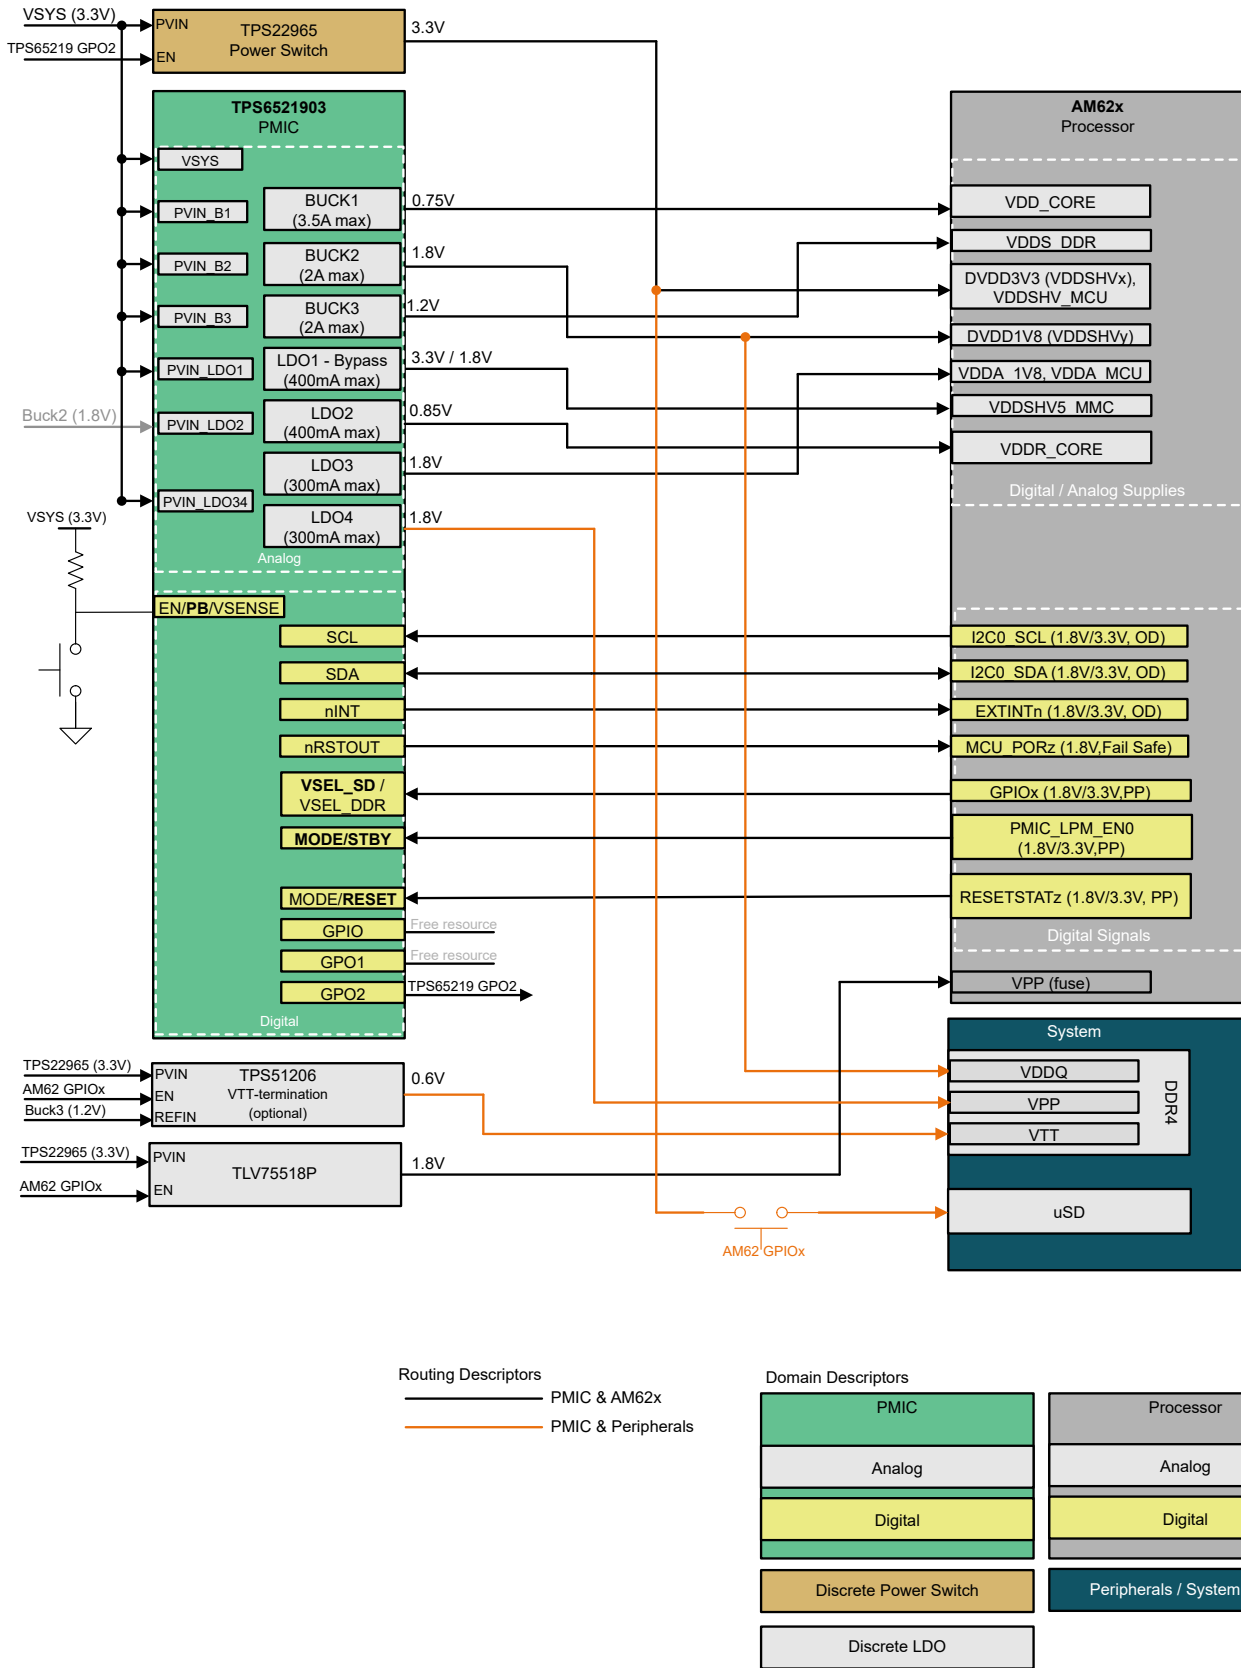 VSYS (3.3V)
TPS65219 GPO2
PVIN
EN
TPS22965
Power Switch
3.3V
TPS6521903
PMIC
VSYS
PVIN_B1
PVIN_B2
PVIN_B3
PVIN_LDO1
Buck2 (1.8V)
PVIN_LDO2
PVIN_LDO34
BUCK1
(3.5A max)
0.75V
BUCK2
(2A max)
1.8V
BUCK3
(2A max)
1.2V
LDO1 - Bypass
(400mA max)
3.3V / 1.8V
LDO2
(400mA max)
0.85V
LDO3
(300mA max)
1.8V
LDO4
(300mA max)
1.8V
Analog
VSYS (3.3V)
EN/PB/VSENSE
SCL
SDA
nINT
nRSTOUT
VSEL_SD /
VSEL_DDR
MODE/STBY
MODE/RESET
GPIO
Free resource
GPO1
Free resource
GPO2
TPS65219 GPO2
Digital
AM62x
Processor
VDD_CORE
VDDS_DDR
DVDD3V3 (VDDSHVx),
VDDSHV_MCU
DVDD1V8 (VDDSHVy)
VDDA_1V8, VDDA_MCU
VDDSHV5_MMC
VDDR_CORE
Digital / Analog Supplies
I2C0_SCL (1.8V/3.3V, OD)
I2C0_SDA (1.8V/3.3V, OD)
EXTINTn (1.8V/3.3V, OD)
MCU_PORz (1.8V,Fail Safe)
GPIOx (1.8V/3.3V,PP)
PMIC_LPM_EN0
(1.8V/3.3V,PP)
RESETSTATz (1.8V/3.3V, PP)
Digital Signals
VPP (fuse)
System
VDDQ
VPP
VTT
DDR4
uSD
TPS22965 (3.3V)
AM62 GPIOx
Buck3 (1.2V)
PVIN
EN
REFIN
TPS51206
VTT-termination
(optional)
0.6V
TPS22965 (3.3V)
AM62 GPIOx
PVIN
EN
TLV75518P
1.8V
AM62 GPIOx
Routing Descriptors
PMIC & AM62x
PMIC & Peripherals
Domain Descriptors
PMIC
Analog
Digital
Processor
Analog
Digital
Discrete Power Switch
Peripherals / System
Discrete LDO